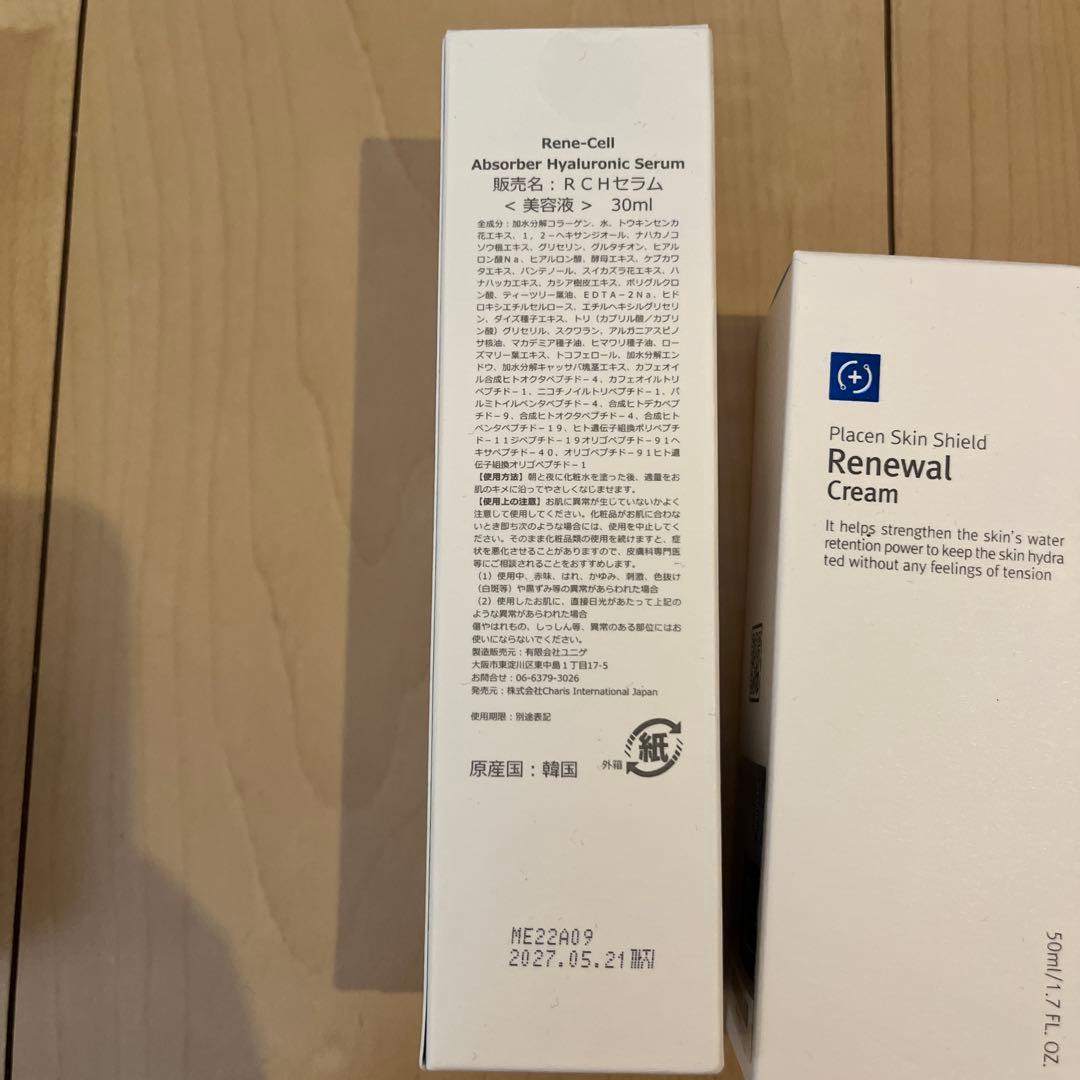 Rene-Cell
Absorber Hyaluronic Serum
販売名：ＲＣＨセラム
＜ 美容液 ＞　30ml
全成分：加水分解コラーゲン、水、トウキンセンカ
花エキス、１，２－ヘキサンジオール、ナハカノコ
ソウ根エキス、グリセリン、グルタチオン、ヒアル
ロン酸Ｎａ、ヒアルロン酸、酵母エキス、ケブカワ
タエキス、パンテノール、スイカズラ花エキス、ハ
ナハッカエキス、カシア樹皮エキス、ポリグルクロ
ン酸、ティーツリー葉油、ＥＤＴＡ－２Ｎａ、ヒド
ロキシエチルセルロース、エチルヘキシルグリセリ
ン、ダイズ種子エキス、トリ（カプリル酸／カプリ
ン酸）グリセリル、スクワラン、アルガニアスピノ
サ核油、マカデミア種子油、ヒマワリ種子油、ロー
ズマリー葉エキス、トコフェロール、加水分解エン
ドウ、加水分解キャッサバ塊茎エキス、カフェオイ
ル合成ヒトオクタペプチド－４、カフェオイルトリ
ペプチド－１、ニコチノイルトリペプチド－１、パ
ルミトイルペンタペプチド－４、合成ヒトデカペプ
チド－９、合成ヒトオクタペプチド－４、合成ヒト
ペンタペプチド－19、ヒト遺伝子組換ポリペプチ
ド－11ジペプチド－19オリゴペプチド－91ヘ
キサペプチド－40、オリゴペプチド－91ヒト遺
伝子組換オリゴペプチド－１
【使用方法】朝と夜に化粧水を塗った後、適量をお
肌のキメに沿ってやさしくなじませます。
【使用上の注意】お肌に異常が生じていないかよく
注意して使用してください。化粧品がお肌に合わな
いとき即ち次のような場合には、使用を中止してく
ださい。そのまま化粧品類の使用を続けますと、症
状を悪化させることがありますので、皮膚科専門医
等にご相談されることをおすすめします。
（1）使用中、赤味、はれ、かゆみ、刺激、色抜け
（白斑等）や黒ずみ等の異常があらわれた場合
（2）使用したお肌に、直接日光があたって上記の
ような異常があらわれた場合
傷やはれもの、しっしん等、異常のある部位にはお
使いにならないでください。
製造販売元：有限会社ユニゲ
大阪市東淀川区東中島１丁目17-5
お問合せ：06-6379-3026
発売元：株式会社Charis International Japan
使用期限：別途表記
原産国：韓国
外箱
紙
ME22A09
2027.05.21까지
Placen Skin Shield
Renewal
Cream
It helps strengthen the skin's water
retention power to keep the skin hydra
ted without any feelings of tension
50ml/1.7 FL. OZ.